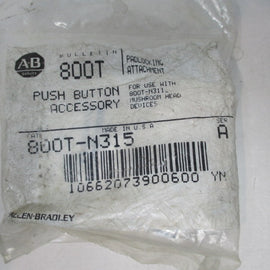 A-B
BULLETIN
800T
PADLOCKING
ATTACHMENT
PUSH BUTTON
ACCESSORY
FOR USE WITH
800T-N311,
MUSHROOM HEAD
DEVICES
CAT
MADE IN U.S.A
SER
800T-N315
A
10662073900600 YN
ALLEN-BRADLEY